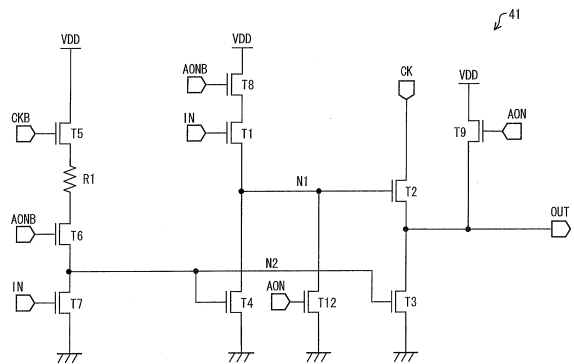 41
VDD
VDD
AONB
T8
CK
VDD
CKB
T5
IN
T1
T9
AON
R1
N1
T2
AONB
T6
OUT
N2
IN
T7
T4
AON
T12
T3